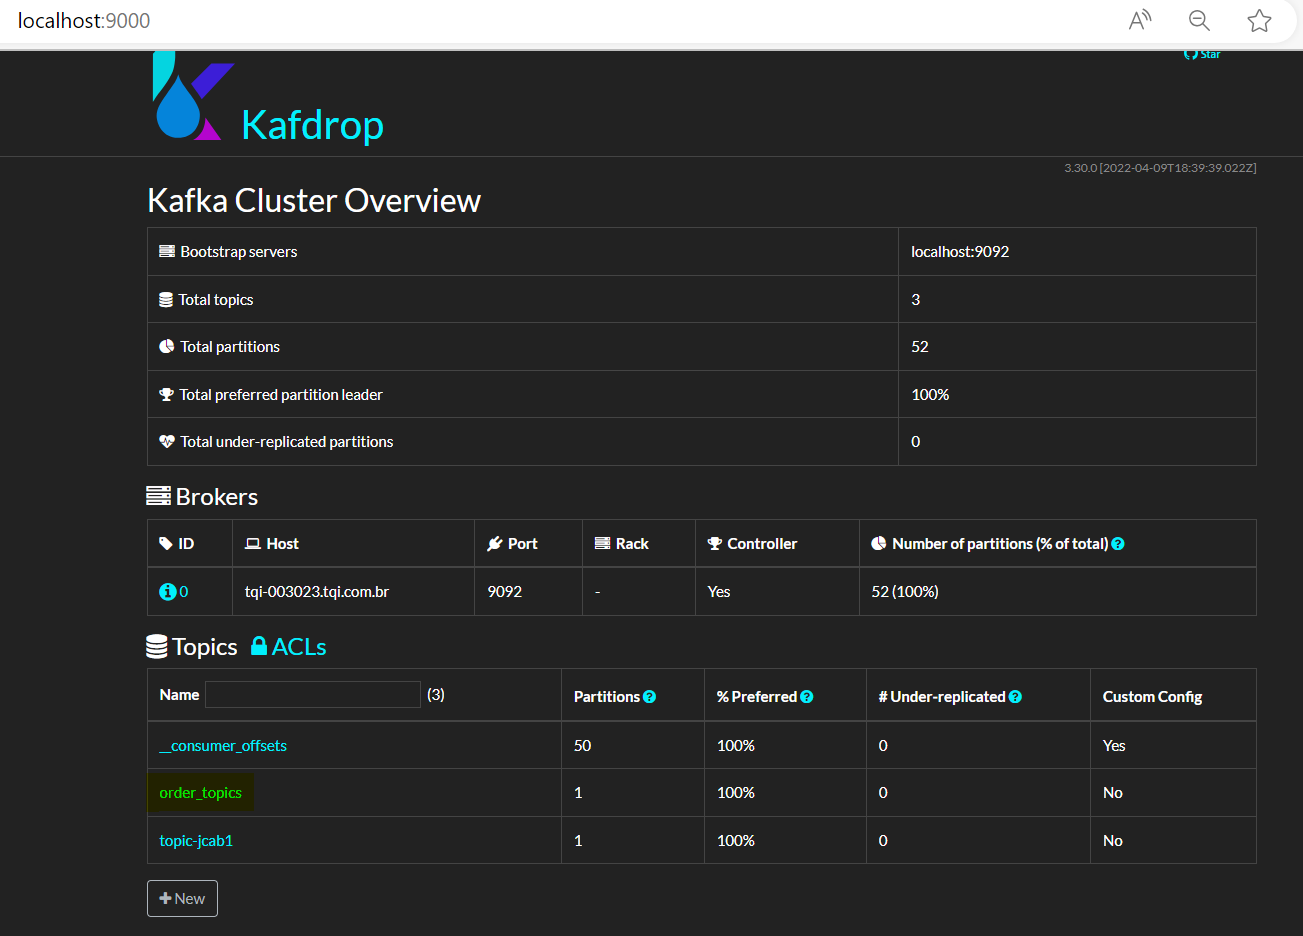 localhost:9000
Star
Kafdrop
3.30.0 [2022-04-09T18:39:39.022Z]
Kafka Cluster Overview
Bootstrap servers localhost:9092
Total topics 3
Total partitions 52
Total preferred partition leader 100%
Total under-replicated partitions 0
Brokers
ID Host Port Rack Controller Number of partitions (% of total)
0 tqi-003023.tqi.com.br 9092 - Yes 52 (100%)
Topics ACLs
Name (3) Partitions % Preferred # Under-replicated Custom Config
__consumer_offsets 50 100% 0 Yes
order_topics 1 100% 0 No
topic-jcab1 1 100% 0 No
+ New